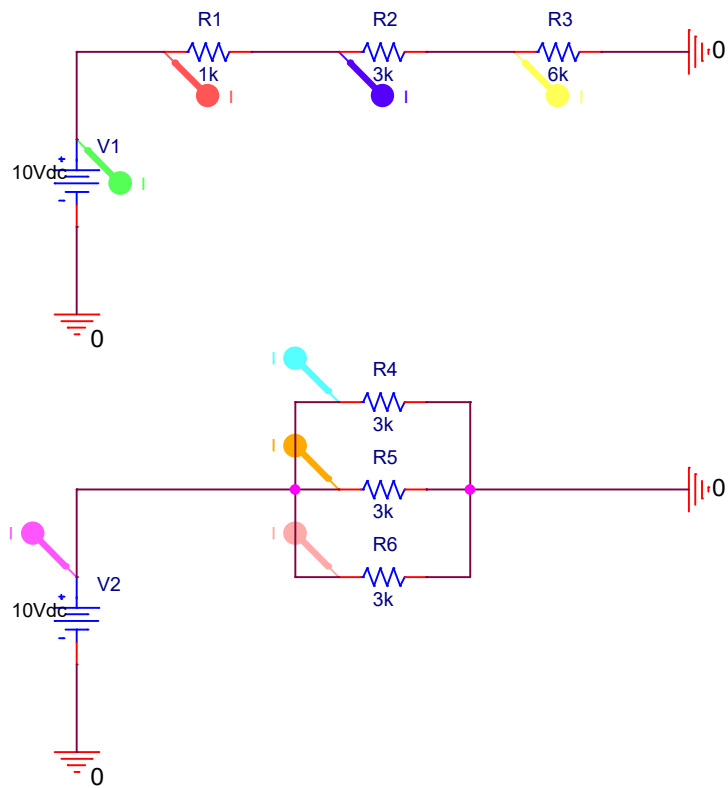 R1 R2 R3
0
1k 3k 6k
I I I
V1
+
10Vdc
I
-
0
I
R4
3k
I
R5
0
3k
I I
R6
V2
3k
+
10Vdc
-
0